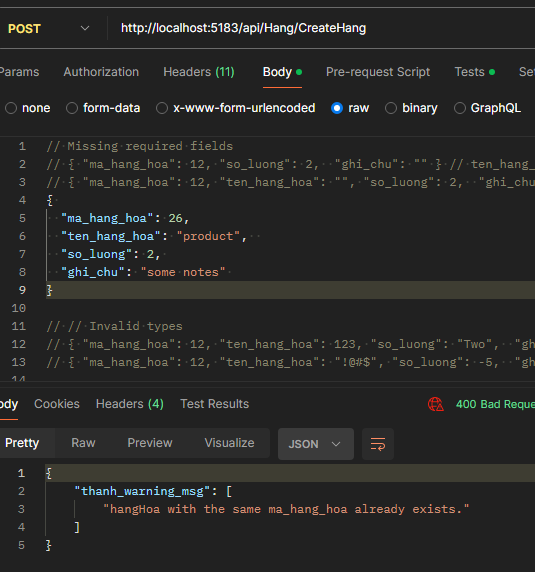 POST http://localhost:5183/api/Hang/CreateHang
Params Authorization Headers (11) Body Pre-request Script Tests
none form-data x-www-form-urlencoded raw binary GraphQL
1 // Missing required fields
2 // { "ma_hang_hoa": 12, "so_luong": 2, "ghi_chu": "" } // ten_hang_
3 // { "ma_hang_hoa": 12, "ten_hang_hoa": "", "so_luong": 2, "ghi_chu
4 {
5 "ma_hang_hoa": 26,
6 "ten_hang_hoa": "product",
7 "so_luong": 2,
8 "ghi_chu": "some notes"
9 }
10
11 // // Invalid types
12 // { "ma_hang_hoa": 12, "ten_hang_hoa": 123, "so_luong": "Two", "gh
13 // { "ma_hang_hoa": 12, "ten_hang_hoa": "!@#$", "so_luong": -5, "gh
14
ody Cookies Headers (4) Test Results 400 Bad Reque
Pretty Raw Preview Visualize JSON
1 {
2 "thanh_warning_msg": [
3 "hangHoa with the same ma_hang_hoa already exists."
4 ]
5 }